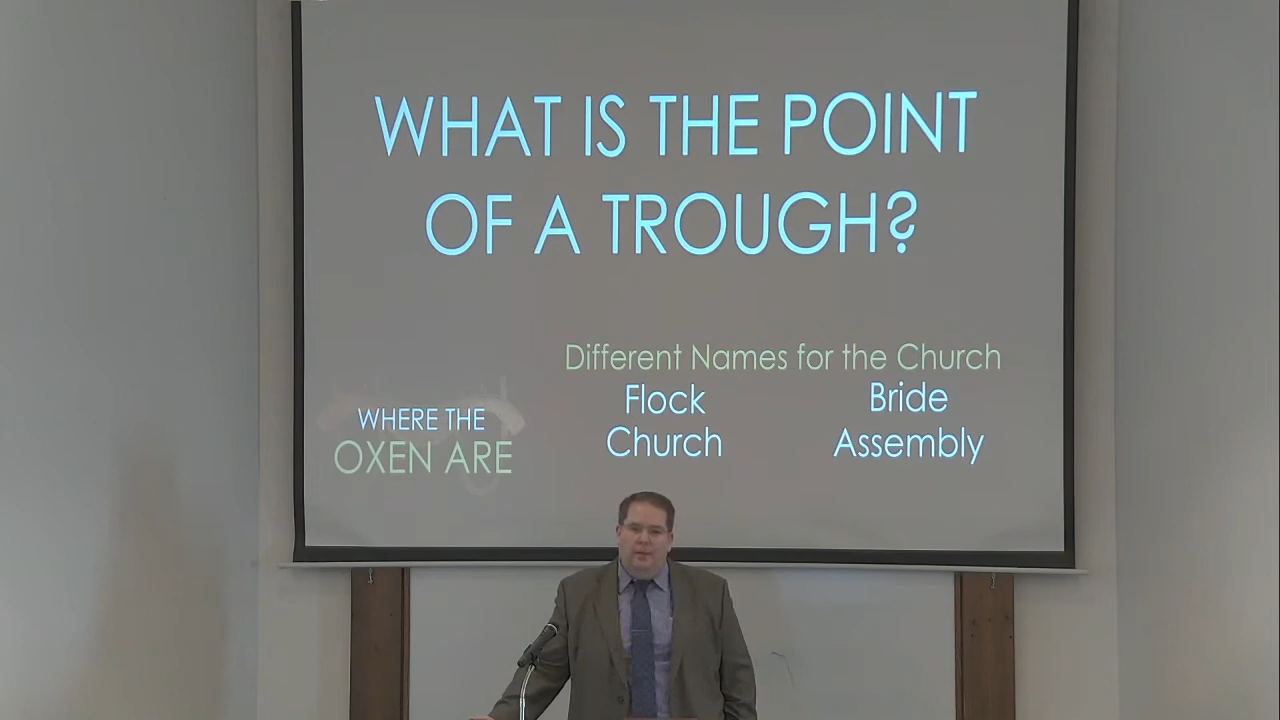 WHAT IS THE POINT
OF A TROUGH?
Different Names for the Church
Flock Bride
Church Assembly
WHERE THE
OXEN ARE